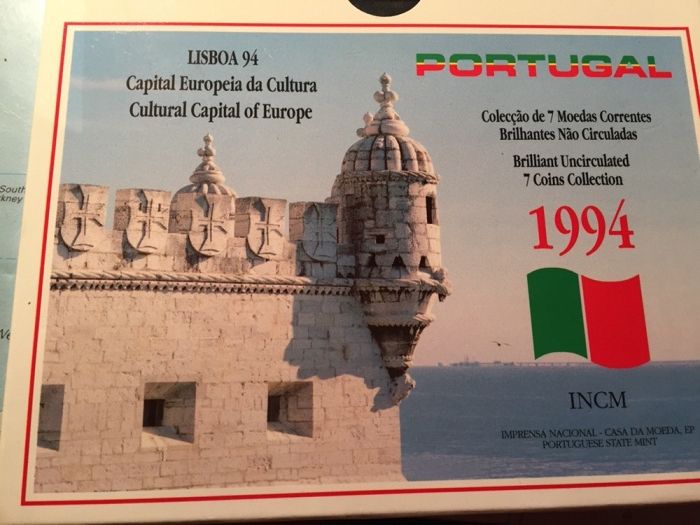 LISBOA 94
Capital Europeia da Cultura
Cultural Capital of Europe
PORTUGAL
Colecção de 7 Moedas Correntes
Brilhantes Não Circuladas
Brilliant Uncirculated
7 Coins Collection
1994
INCM
IMPRENSA NACIONAL - CASA DA MOEDA, EP
PORTUGUESE STATE MINT
South